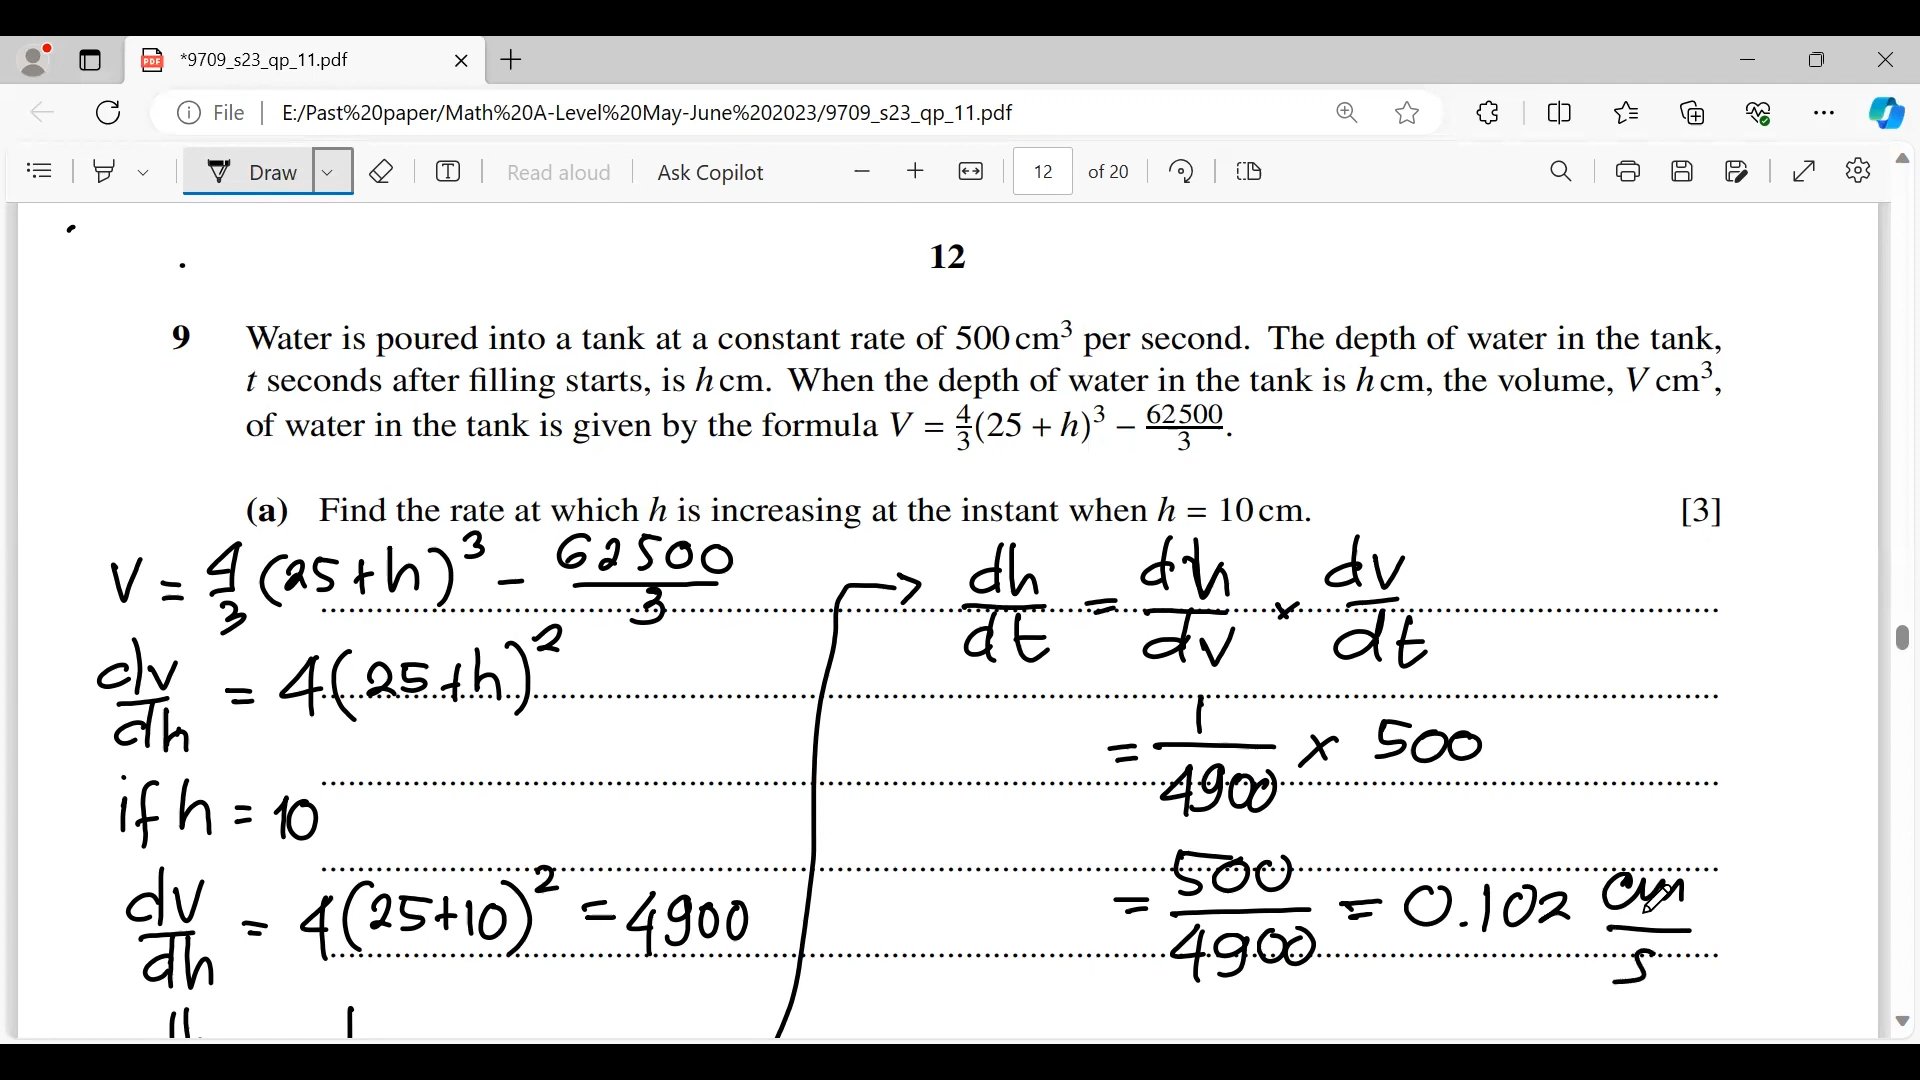 *9709_s23_qp_11.pdf
File E:/Past%20paper/Math%20A-Level%20May-June%202023/9709_s23_qp_11.pdf
Draw Read aloud Ask Copilot 12 of 20
12
9 Water is poured into a tank at a constant rate of 500 cm³ per second. The depth of water in the tank,
t seconds after filling starts, is h cm. When the depth of water in the tank is h cm, the volume, V cm³,
of water in the tank is given by the formula V = 4/3(25 + h)³ − 62500/3.
(a) Find the rate at which h is increasing at the instant when h = 10 cm. [3]
V = 4/3 (25+h)³ − 62500/3
dv/dh = 4(25+h)²
if h = 10
dv/dh = 4(25+10)² = 4900
dh/dt = dh/dv × dv/dt
= 1/4900 × 500
= 500/4900 = 0.102 cm/s